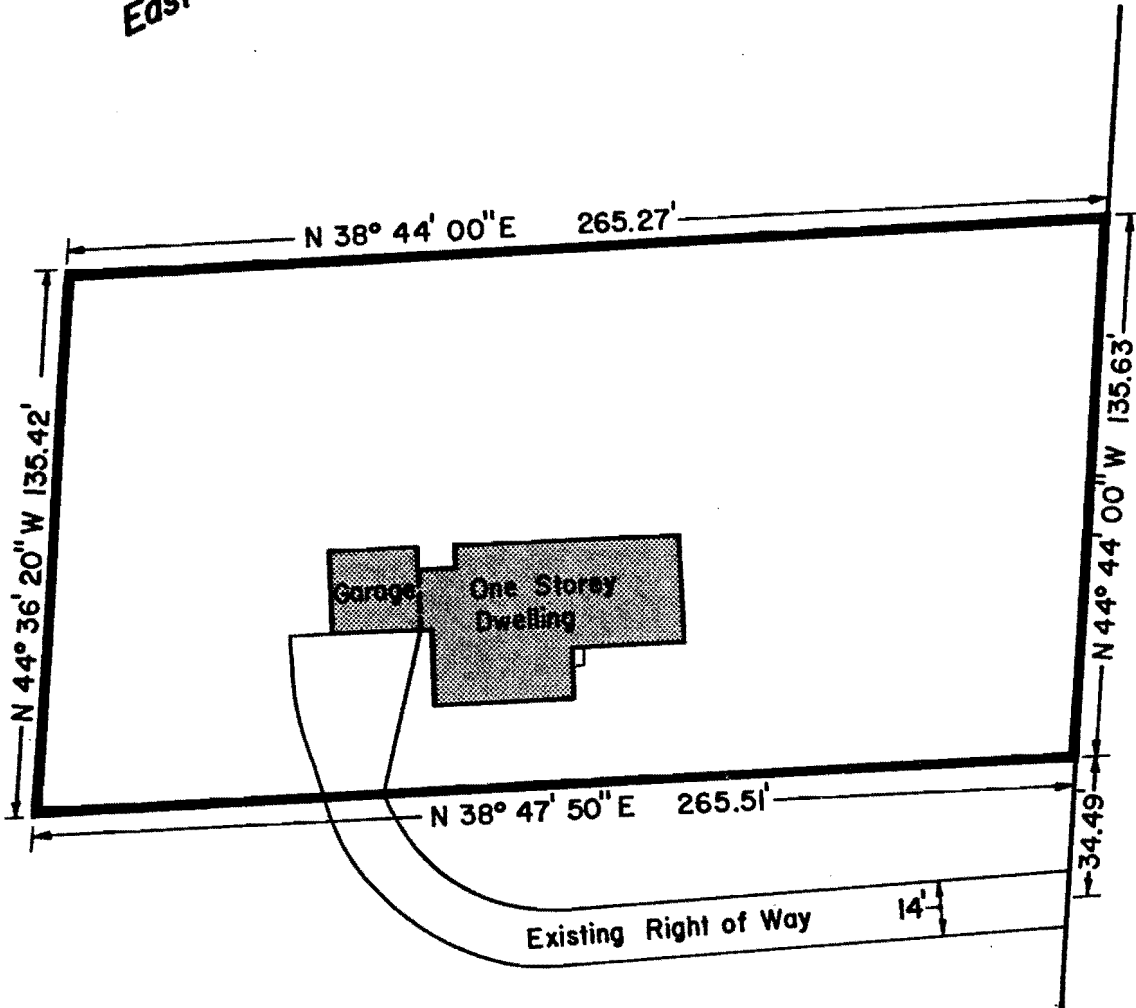 East
N 38° 44' 00" E 265.27'
N 44° 36' 20" W 135.42'
N 44° 44' 00" W 135.63'
Garage
One Storey
Dwelling
N 38° 47' 50" E 265.51'
34.49'
14'
Existing Right of Way